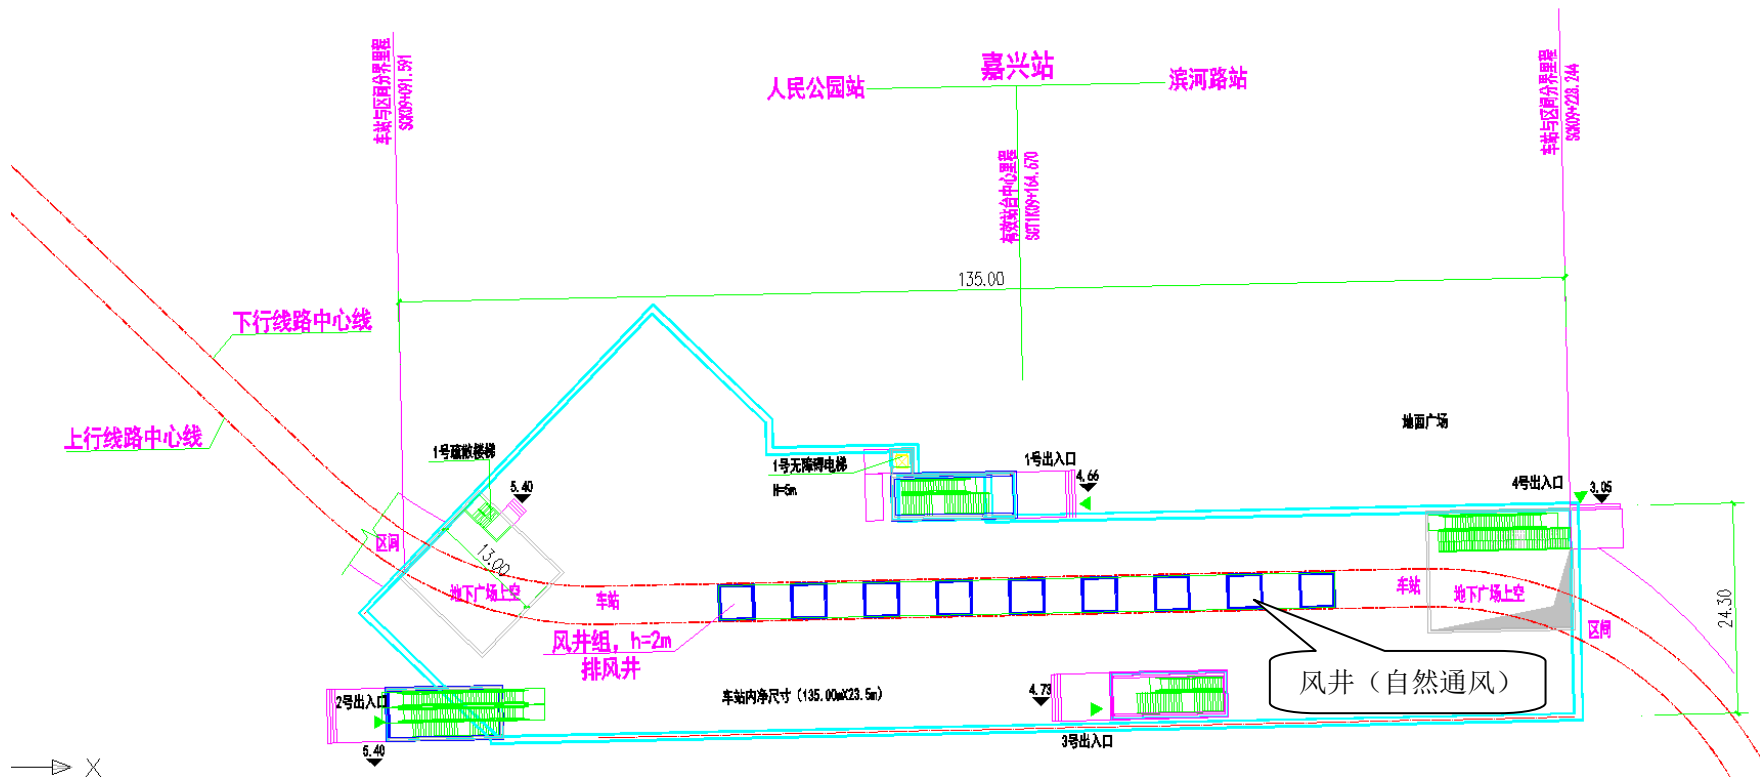 嘉兴站
人民公园站
滨河路站
车站与区间分界里程
SCK09+091.591
有效站台中心里程
SGT1K09+164.670
车站与区间分界里程
SCK09+228.244
135.00
下行线路中心线
上行线路中心线
1号疏散楼梯
5.40
1号无障碍电梯
H=5m
1号出入口
4.66
地面广场
4号出入口
3.05
区间
13.00
地下广场上空
车站
车站
地下广场上空
区间
24.30
风井组，h=2m
排风井
风井（自然通风）
2号出入口
5.40
车站内净尺寸（135.00mX23.5m）
4.73
3号出入口
X